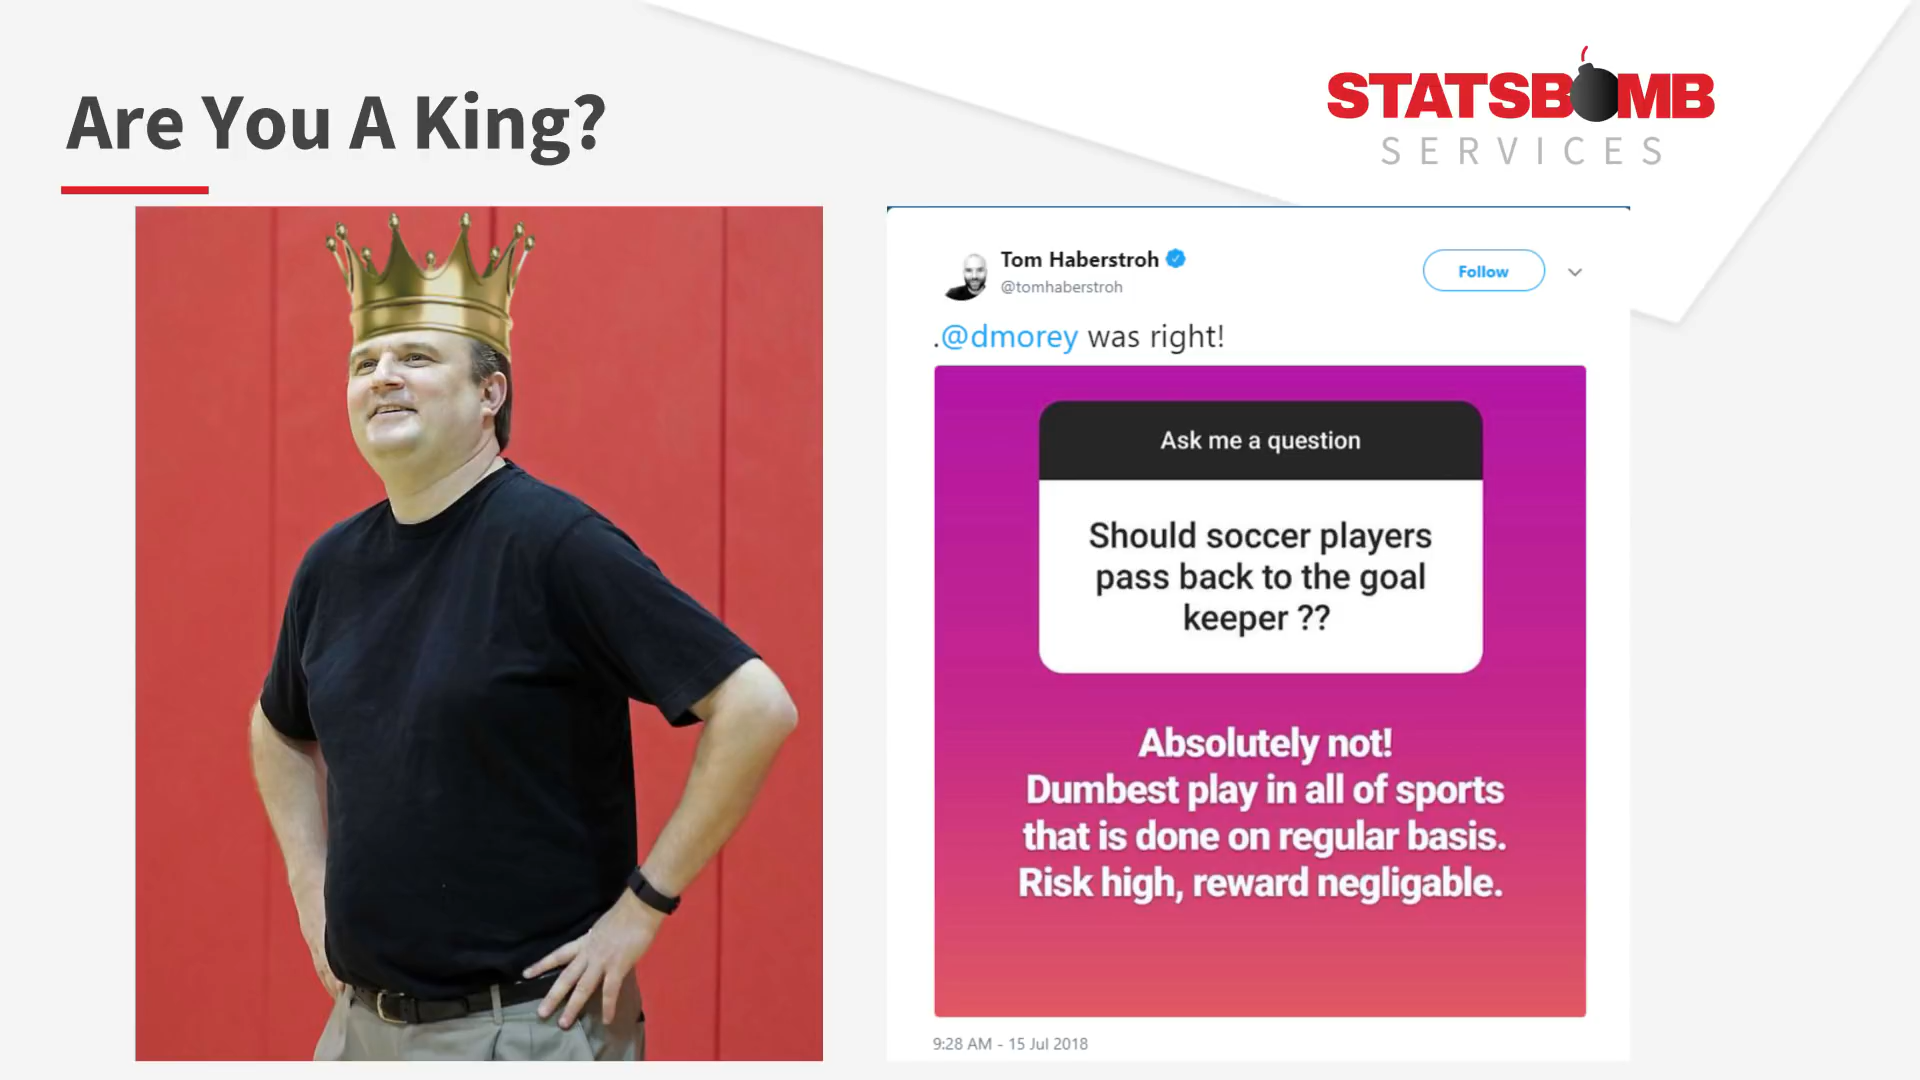 Are You A King?
STATSBOMB
SERVICES
Tom Haberstroh
@tomhaberstroh
Follow
.@dmorey was right!
Ask me a question
Should soccer players
pass back to the goal
keeper ??
Absolutely not!
Dumbest play in all of sports
that is done on regular basis.
Risk high, reward negligable.
9:28 AM - 15 Jul 2018